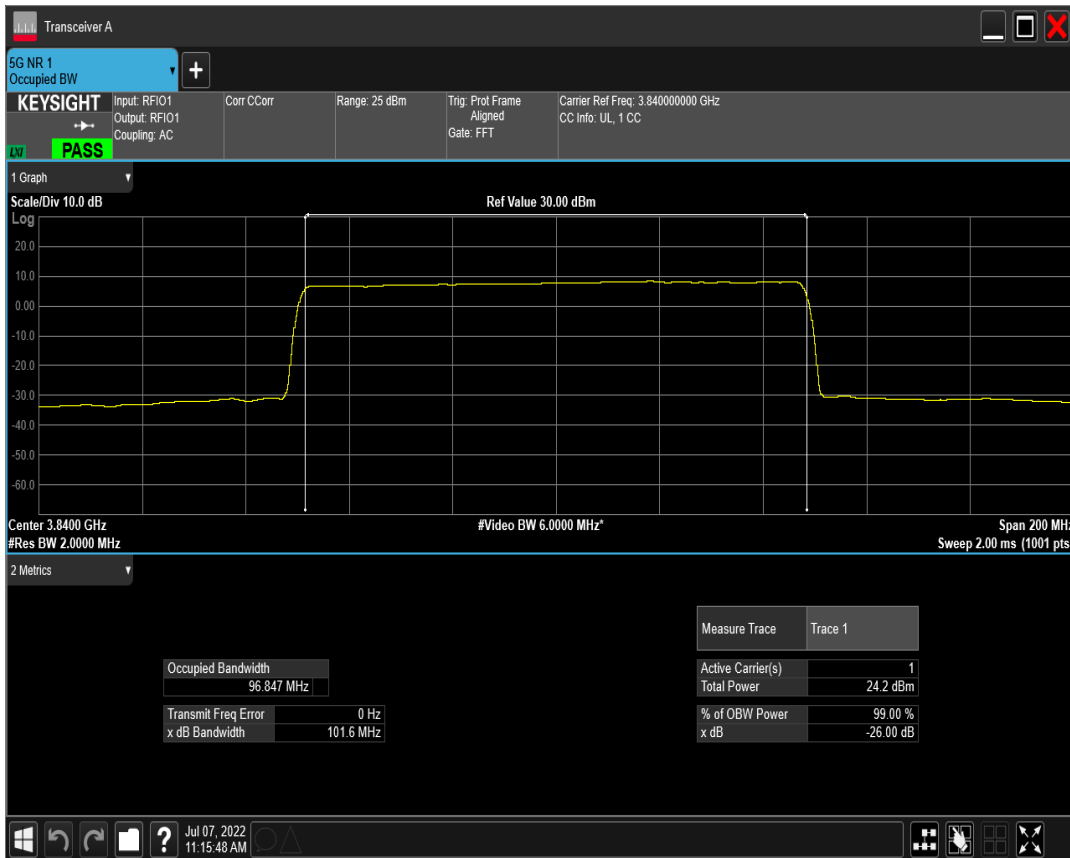 Transceiver A
5G NR 1
Occupied BW
KEYSIGHT
LXI
PASS
Input: RFIO1
Output: RFIO1
Coupling: AC
Corr CCorr
Range: 25 dBm
Trig: Prot Frame
Aligned
Gate: FFT
Carrier Ref Freq: 3.840000000 GHz
CC Info: UL, 1 CC
1 Graph
Scale/Div 10.0 dB
Ref Value 30.00 dBm
Log
20.0
10.0
0.00
-10.0
-20.0
-30.0
-40.0
-50.0
-60.0
Center 3.8400 GHz
#Video BW 6.0000 MHz*
Span 200 MHz
#Res BW 2.0000 MHz
Sweep 2.00 ms (1001 pts
2 Metrics
Measure Trace Trace 1
Occupied Bandwidth
96.847 MHz
Active Carrier(s) 1
Total Power 24.2 dBm
Transmit Freq Error 0 Hz
x dB Bandwidth 101.6 MHz
% of OBW Power 99.00 %
x dB -26.00 dB
?
Jul 07, 2022
11:15:48 AM